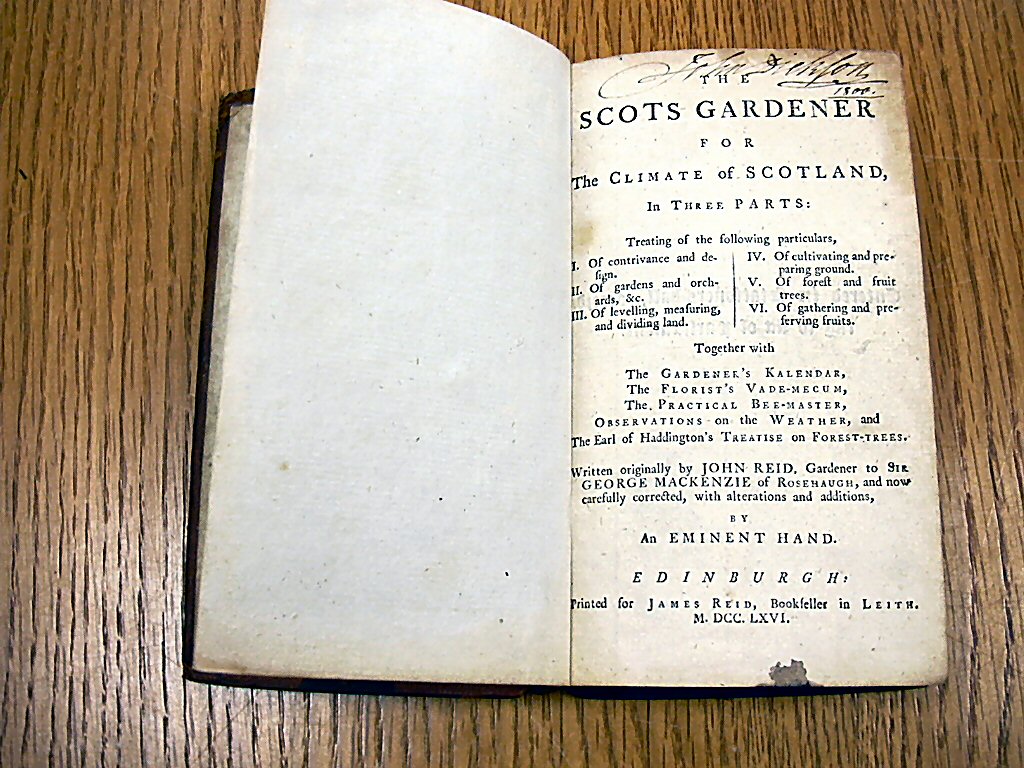 John Dickson
1800.
THE
SCOTS GARDENER
FOR
The CLIMATE of SCOTLAND,
In THREE PARTS:
Treating of the following particulars,
I. Of contrivance and de-
ſign.
II. Of gardens and orch-
ards, &c.
III. Of levelling, meaſuring,
and dividing land.
IV. Of cultivating and pre-
paring ground.
V. Of foreſt and fruit
trees.
VI. Of gathering and pre-
ſerving fruits.
Together with
The GARDENER'S KALENDAR,
The FLORIST'S VADE-MECUM,
The PRACTICAL BEE-MASTER,
OBSERVATIONS on the WEATHER, and
The Earl of Haddington's TREATISE on FOREST-TREES.
Written originally by JOHN REID, Gardener to SIR
GEORGE MACKENZIE of ROSEHAUGH, and now
carefully corrected, with alterations and additions,
BY
An EMINENT HAND.
EDINBURGH:
Printed for JAMES REID, Bookſeller in LEITH.
M. DCC. LXVI.